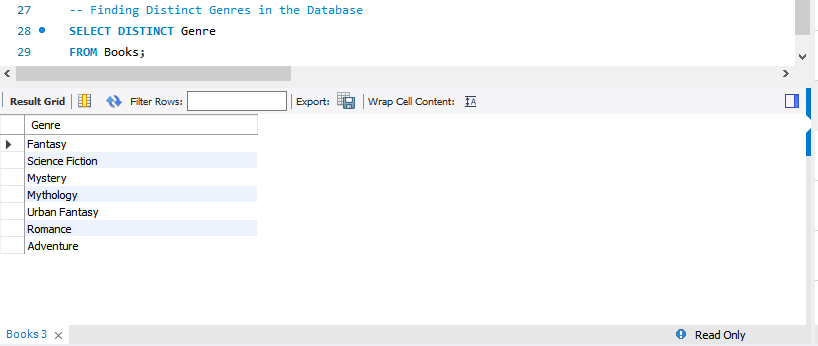 27 -- Finding Distinct Genres in the Database
28 SELECT DISTINCT Genre
29 FROM Books;
Result Grid Filter Rows: Export: Wrap Cell Content:
Genre
Fantasy
Science Fiction
Mystery
Mythology
Urban Fantasy
Romance
Adventure
Books 3 Read Only